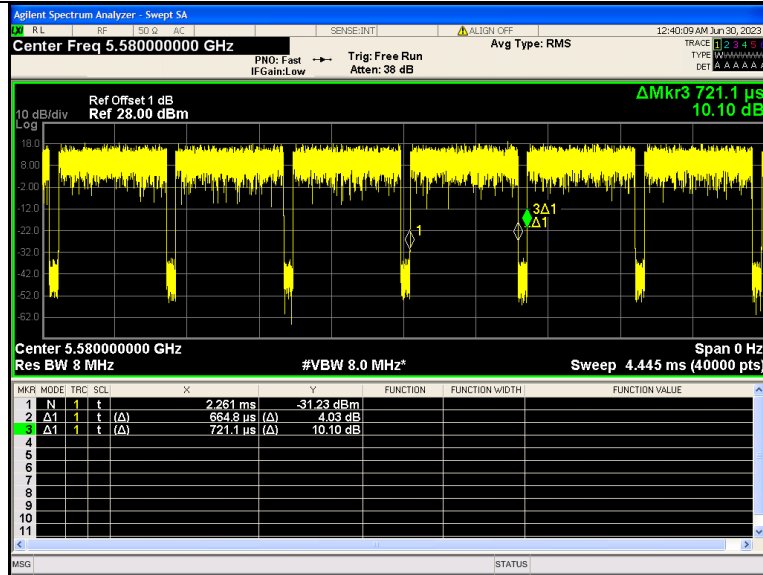 Agilent Spectrum Analyzer - Swept SA
LXI RL RF 50 Ω AC SENSE:INT ALIGN OFF 12:40:09 AM Jun 30, 2023
Center Freq 5.580000000 GHz Avg Type: RMS TRACE 1 2 3 4 5
PNO: Fast Trig: Free Run TYPE W
IFGain:Low Atten: 38 dB DET A A A A A
ΔMkr3 721.1 µs
10.10 dB
Ref Offset 1 dB
10 dB/div Ref 28.00 dBm
Log
18.0
8.00
-2.00
-12.0
3Δ1
Δ1
-22.0
1
-32.0
-42.0
-52.0
-62.0
Center 5.580000000 GHz Span 0 Hz
Res BW 8 MHz #VBW 8.0 MHz* Sweep 4.445 ms (40000 pts)
MKR MODE TRC SCL X Y FUNCTION FUNCTION WIDTH FUNCTION VALUE
1 N 1 t 2.261 ms -31.23 dBm
2 Δ1 1 t (Δ) 664.8 µs (Δ) 4.03 dB
3 Δ1 1 t (Δ) 721.1 µs (Δ) 10.10 dB
4
5
6
7
8
9
10
11
MSG STATUS